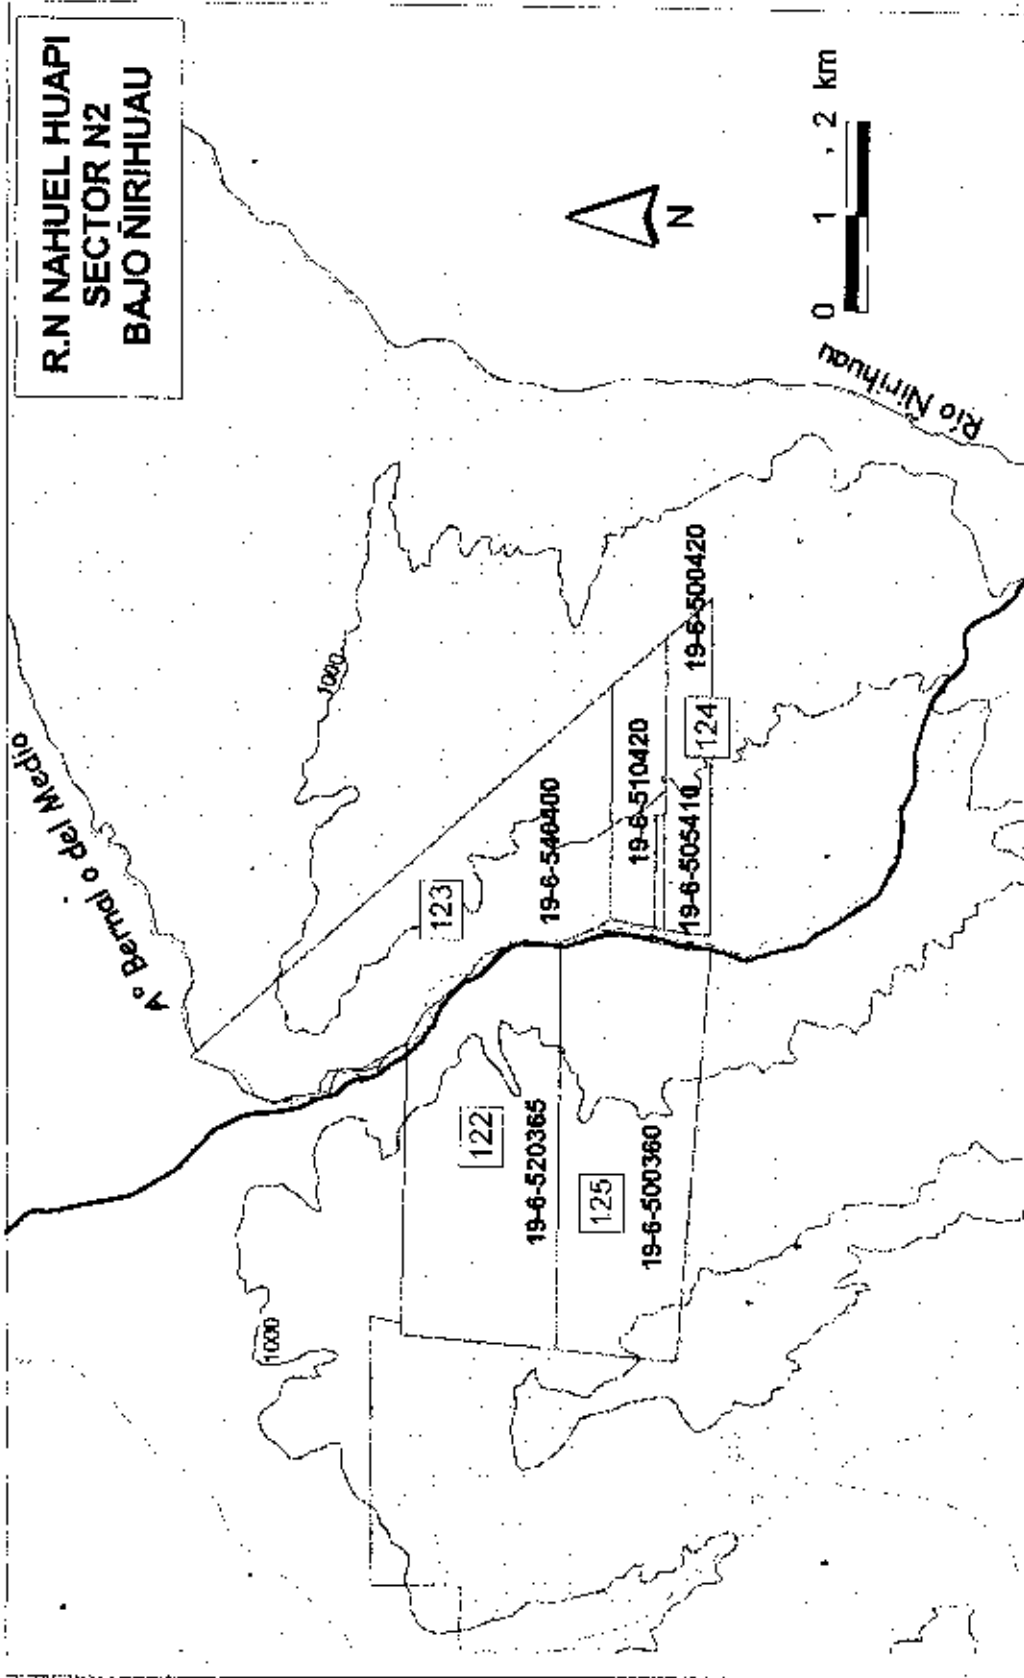 R.N NAHUEL HUAPI
SECTOR N2
BAJO ÑIRIHUAU
Aº Bernal o del Medio
1000
123
19-6-540400
19-6-510420
19-6-500420
124
19-6-505410
122
19-6-520365
125
19-6-500360
1000
Río Ñirihuau
N
0 1 2 km